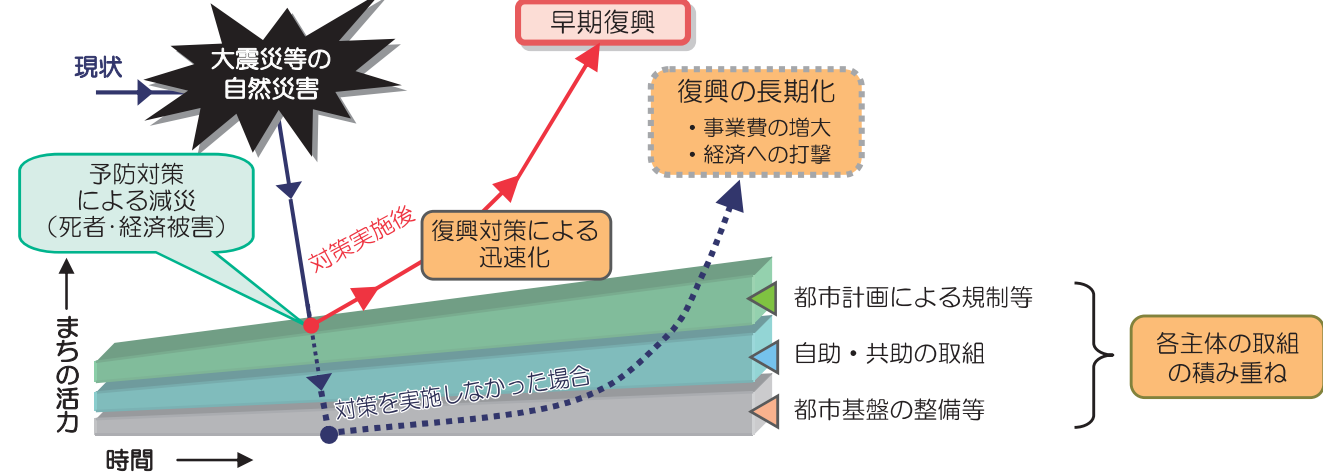 早期復興
大震災等の
自然災害
現状
復興の長期化
・事業費の増大
・経済への打撃
予防対策
による減災
（死者・経済被害）
対策実施後
復興対策による
迅速化
まちの活力
都市計画による規制等
自助・共助の取組
都市基盤の整備等
各主体の取組
の積み重ね
対策を実施しなかった場合
時間